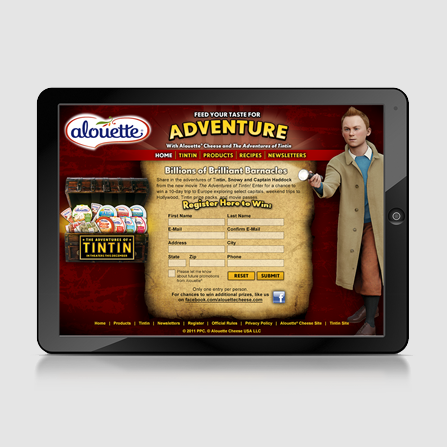 alouette
FEED YOUR TASTE FOR
ADVENTURE
With Alouette® Cheese and The Adventures of Tintin
HOME | TINTIN | PRODUCTS | RECIPES | NEWSLETTERS
Billions of Brilliant Barnacles
Share in the adventures of Tintin, Snowy and Captain Haddock
from the new movie The Adventures of Tintin! Enter for a chance to
win a 10-day trip to Europe exploring select capitals, weekend trips to
Hollywood, Tintin prize packs, and movie passes.
Register Here to Win:
First Name Last Name
E-Mail Confirm E-Mail
Address City
State Zip Phone
Please let me know
about future promotions
from Alouette®
RESET SUBMIT
THE ADVENTURES OF
TINTIN
IN THEATERS THIS DECEMBER
Only one entry per person.
For chances to win additional prizes, like us
on facebook.com/alouettecheese.com
f
Home | Products | Tintin | Newsletters | Register | Official Rules | Privacy Policy | Alouette® Cheese Site | Tintin Site
© 2011 PPC. © Alouette Cheese USA LLC